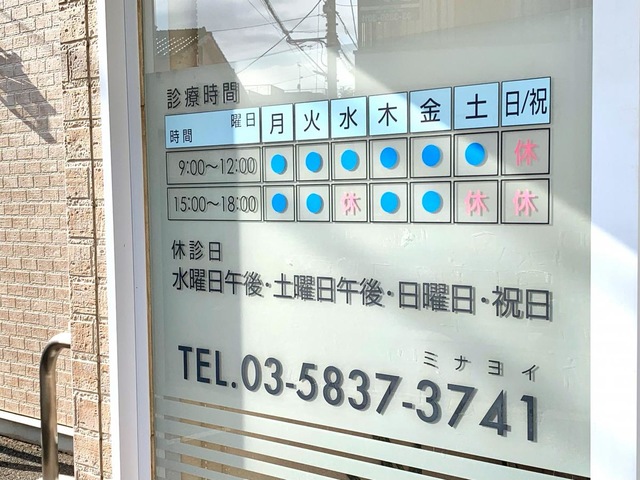 診療時間
曜日 月 火 水 木 金 土 日/祝
時間
9:00〜12:00 ● ● ● ● ● ● 休
15:00〜18:00 ● ● 休 ● ● 休 休
休診日
水曜日午後・土曜日午後・日曜日・祝日
ミナヨイ
TEL.03-5837-3741